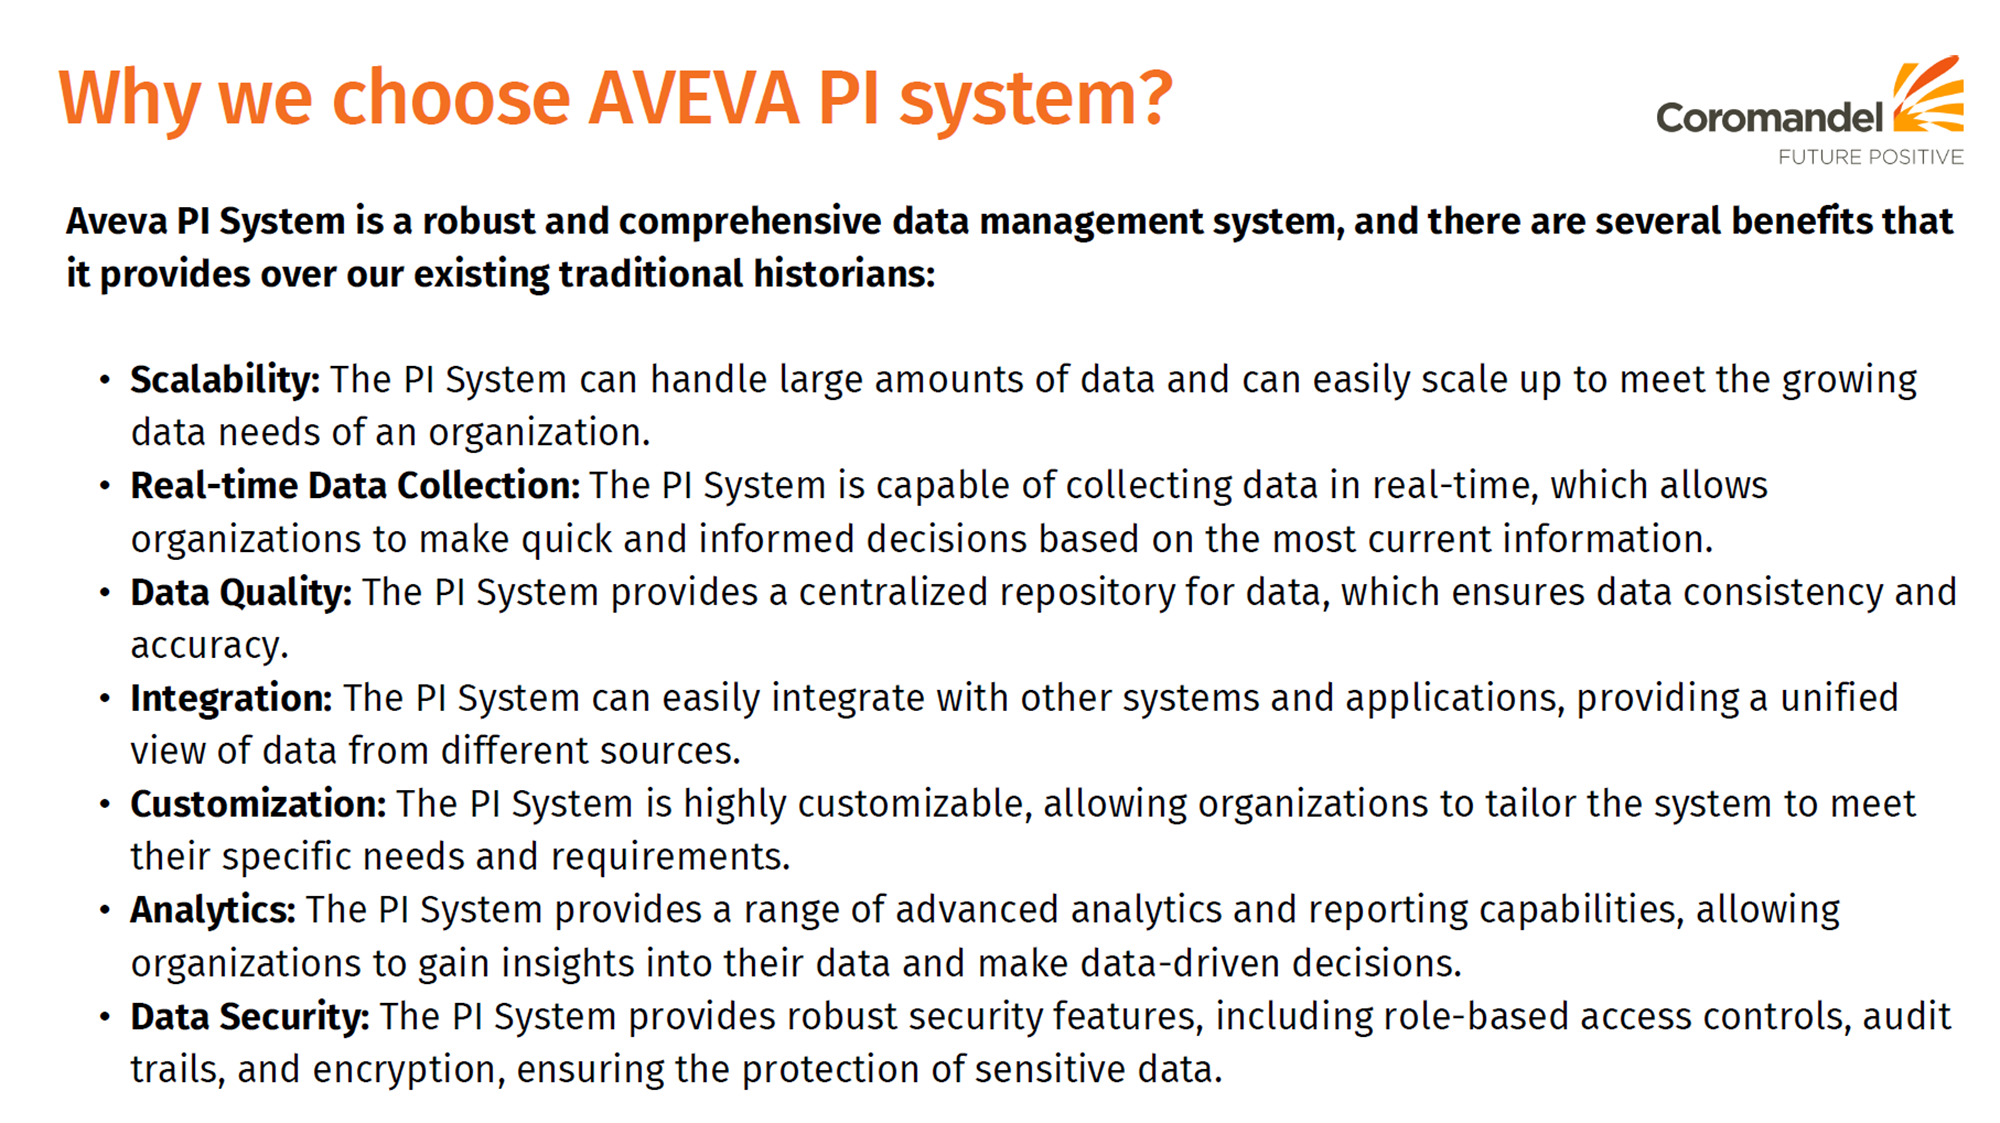 Why we choose AVEVA PI system?
Coromandel
FUTURE POSITIVE
Aveva PI System is a robust and comprehensive data management system, and there are several benefits that
it provides over our existing traditional historians:
• Scalability: The PI System can handle large amounts of data and can easily scale up to meet the growing
data needs of an organization.
• Real-time Data Collection: The PI System is capable of collecting data in real-time, which allows
organizations to make quick and informed decisions based on the most current information.
• Data Quality: The PI System provides a centralized repository for data, which ensures data consistency and
accuracy.
• Integration: The PI System can easily integrate with other systems and applications, providing a unified
view of data from different sources.
• Customization: The PI System is highly customizable, allowing organizations to tailor the system to meet
their specific needs and requirements.
• Analytics: The PI System provides a range of advanced analytics and reporting capabilities, allowing
organizations to gain insights into their data and make data-driven decisions.
• Data Security: The PI System provides robust security features, including role-based access controls, audit
trails, and encryption, ensuring the protection of sensitive data.